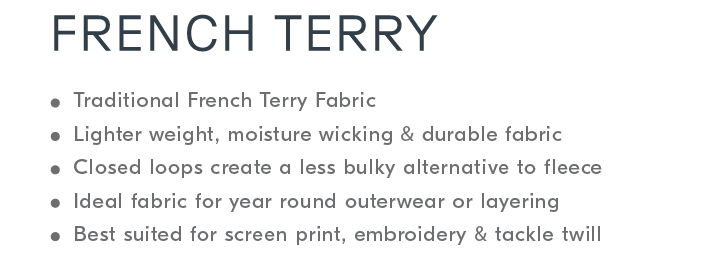 FRENCH TERRY
● Traditional French Terry Fabric
● Lighter weight, moisture wicking & durable fabric
● Closed loops create a less bulky alternative to fleece
● Ideal fabric for year round outerwear or layering
● Best suited for screen print, embroidery & tackle twill